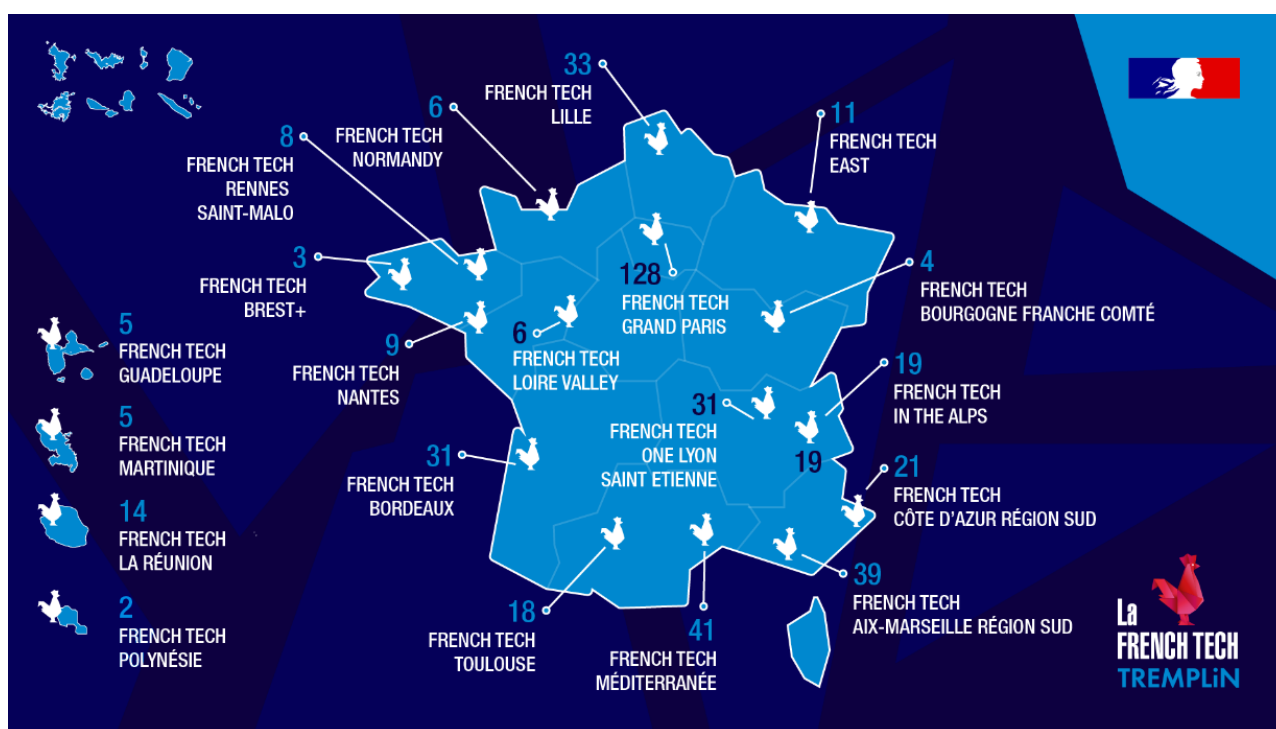 33
FRENCH TECH
LILLE
6
FRENCH TECH
NORMANDY
11
FRENCH TECH
EAST
8
FRENCH TECH
RENNES
SAINT-MALO
3
FRENCH TECH
BREST+
128
FRENCH TECH
GRAND PARIS
4
FRENCH TECH
BOURGOGNE FRANCHE COMTÉ
9
FRENCH TECH
NANTES
6
FRENCH TECH
LOIRE VALLEY
5
FRENCH TECH
GUADELOUPE
19
FRENCH TECH
IN THE ALPS
31
FRENCH TECH
ONE LYON
SAINT ETIENNE
19
5
FRENCH TECH
MARTINIQUE
31
FRENCH TECH
BORDEAUX
21
FRENCH TECH
CÔTE D'AZUR RÉGION SUD
14
FRENCH TECH
LA RÉUNION
39
FRENCH TECH
AIX-MARSEILLE RÉGION SUD
18
FRENCH TECH
TOULOUSE
41
FRENCH TECH
MÉDITERRANÉE
2
FRENCH TECH
POLYNÉSIE
La
FRENCH TECH
TREMPLiN